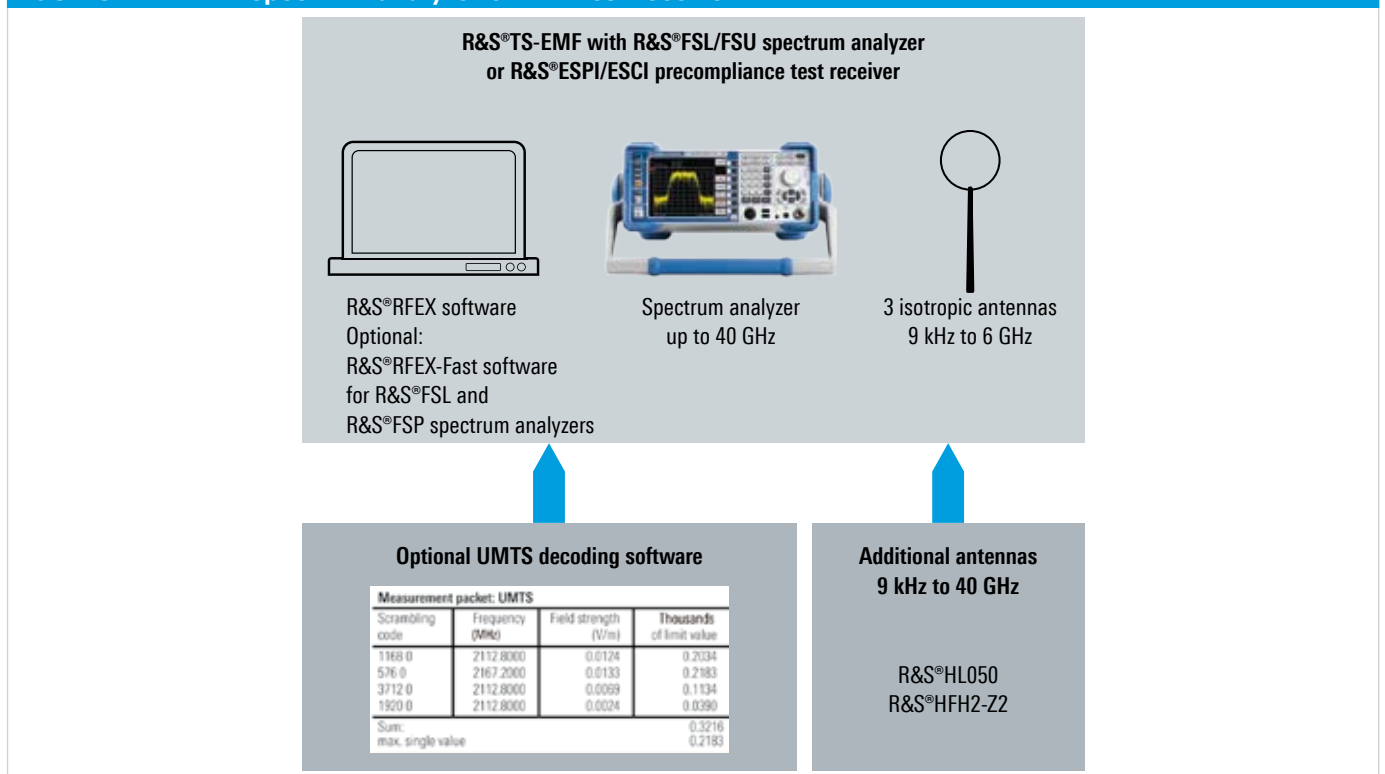 R&S®TS-EMF with R&S®FSL/FSU spectrum analyzer
or R&S®ESPI/ESCI precompliance test receiver
R&S®RFEX software
Optional:
R&S®RFEX-Fast software
for R&S®FSL and
R&S®FSP spectrum analyzers
Spectrum analyzer
up to 40 GHz
3 isotropic antennas
9 kHz to 6 GHz
Optional UMTS decoding software
Measurement packet: UMTS
Scrambling code Frequency (MHz) Field strength (V/m) Thousands of limit value
1168 0 2112.8000 0.0124 0.2034
576 0 2167.2000 0.0133 0.2183
3712 0 2112.8000 0.0069 0.1134
1920 0 2112.8000 0.0024 0.0390
Sum: 0.3216
max. single value 0.2183
Additional antennas
9 kHz to 40 GHz
R&S®HL050
R&S®HFH2-Z2